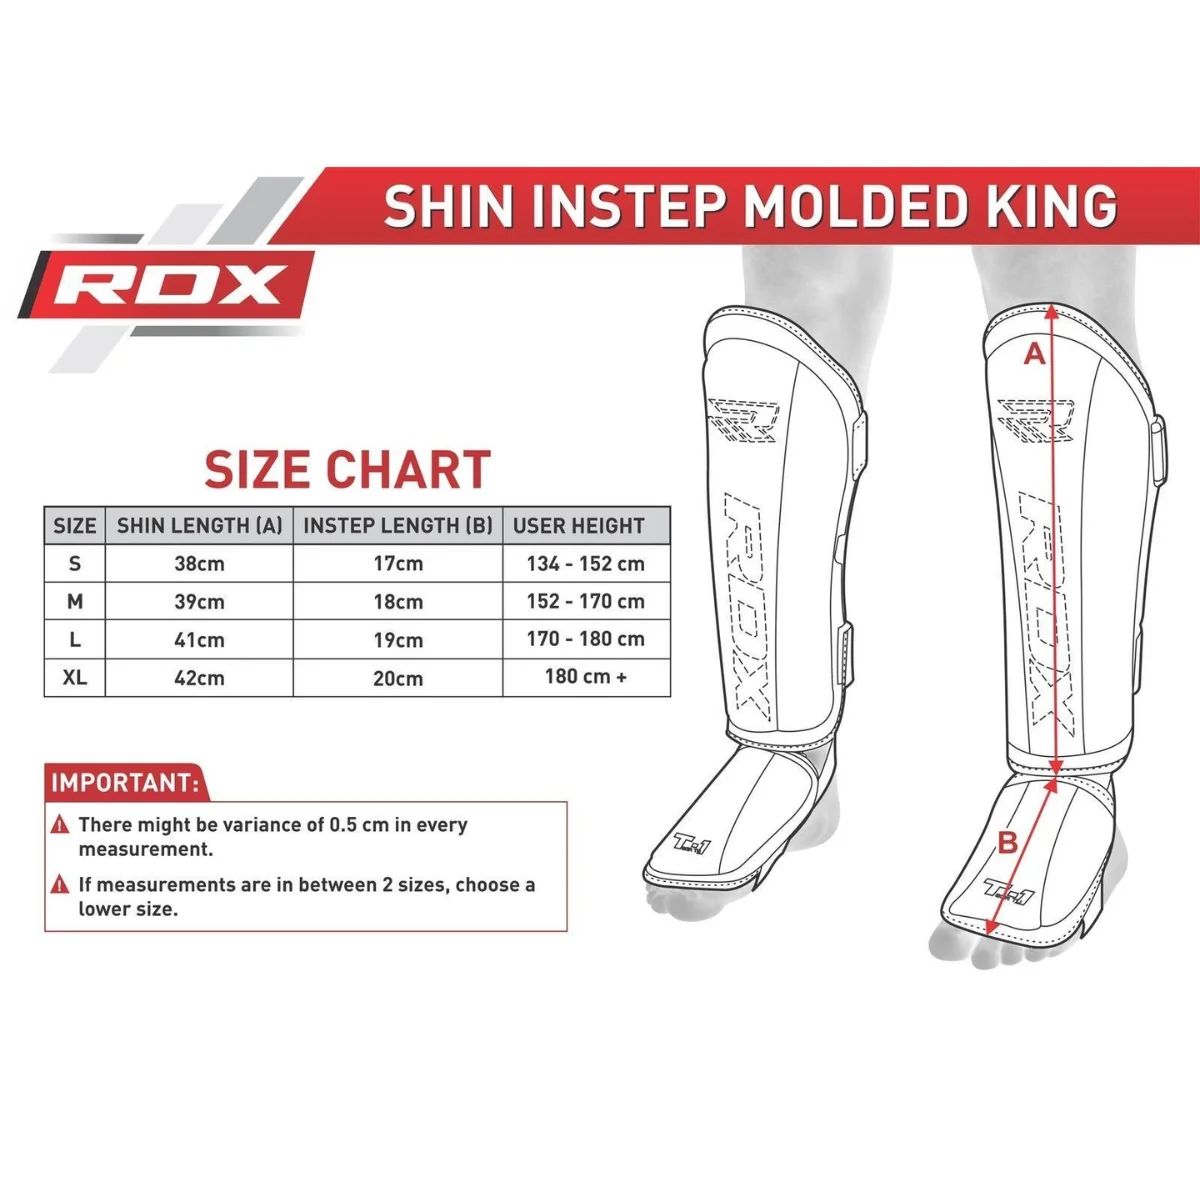 SHIN INSTEP MOLDED KING
RDX
A
SIZE CHART
SIZE SHIN LENGTH (A) INSTEP LENGTH (B) USER HEIGHT
S 38cm 17cm 134 - 152 cm
M 39cm 18cm 152 - 170 cm
L 41cm 19cm 170 - 180 cm
XL 42cm 20cm 180 cm +
RDX
RDX
IMPORTANT:
There might be variance of 0.5 cm in every
measurement.
If measurements are in between 2 sizes, choose a
lower size.
B
T-1
T-1